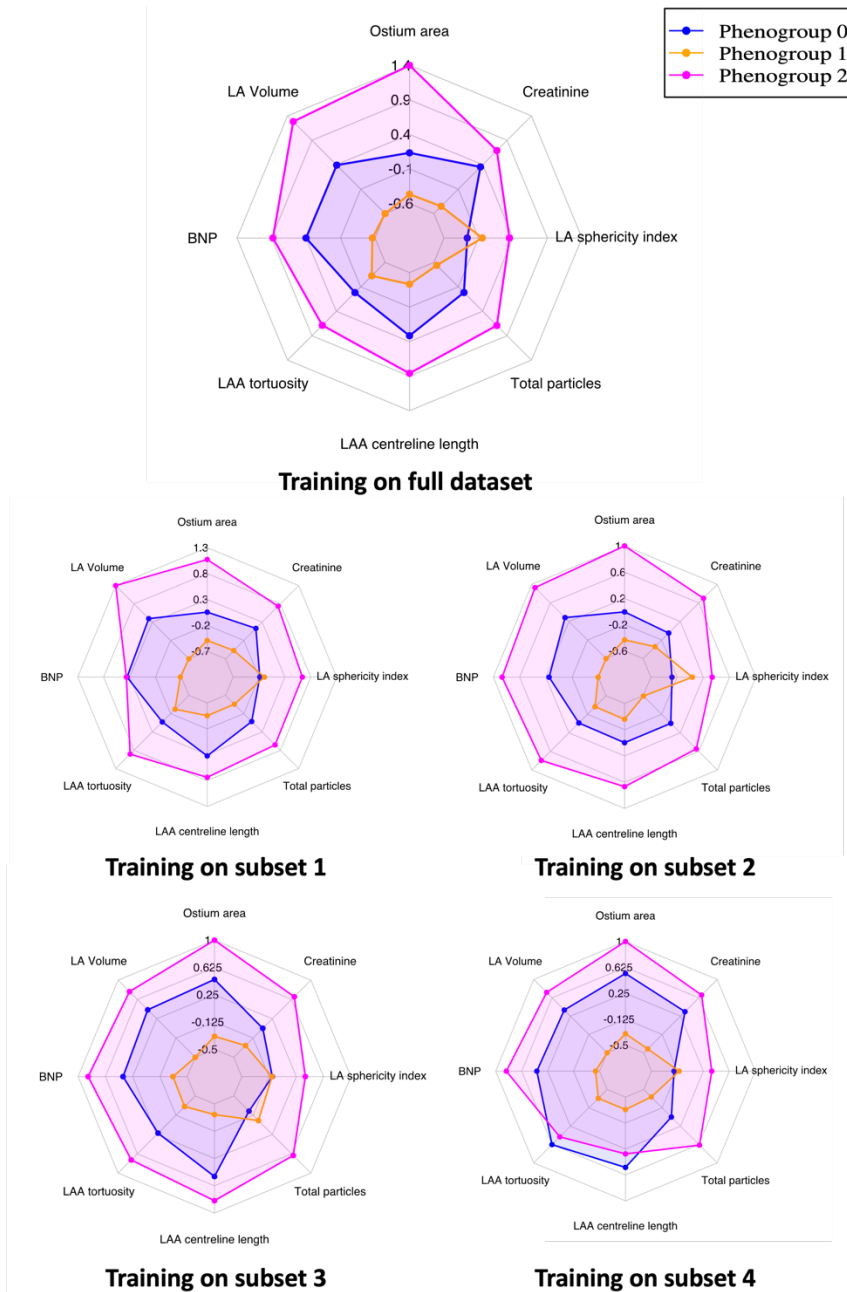 Phenogroup 0
Phenogroup 1
Phenogroup 2
Ostium area
1.4
LA Volume
Creatinine
0.9
0.4
-0.1
-0.6
BNP
LA sphericity index
LAA tortuosity
Total particles
LAA centreline length
Training on full dataset
Ostium area
1.3
LA Volume
Creatinine
0.8
0.3
-0.2
-0.7
BNP
LA sphericity index
LAA tortuosity
Total particles
LAA centreline length
Training on subset 1
Ostium area
1
LA Volume
Creatinine
0.6
0.2
-0.2
-0.6
BNP
LA sphericity index
LAA tortuosity
Total particles
LAA centreline length
Training on subset 2
Ostium area
1
LA Volume
Creatinine
0.625
0.25
-0.125
-0.5
BNP
LA sphericity index
LAA tortuosity
Total particles
LAA centreline length
Training on subset 3
Ostium area
1
LA Volume
Creatinine
0.625
0.25
-0.125
-0.5
BNP
LA sphericity index
LAA tortuosity
Total particles
LAA centreline length
Training on subset 4